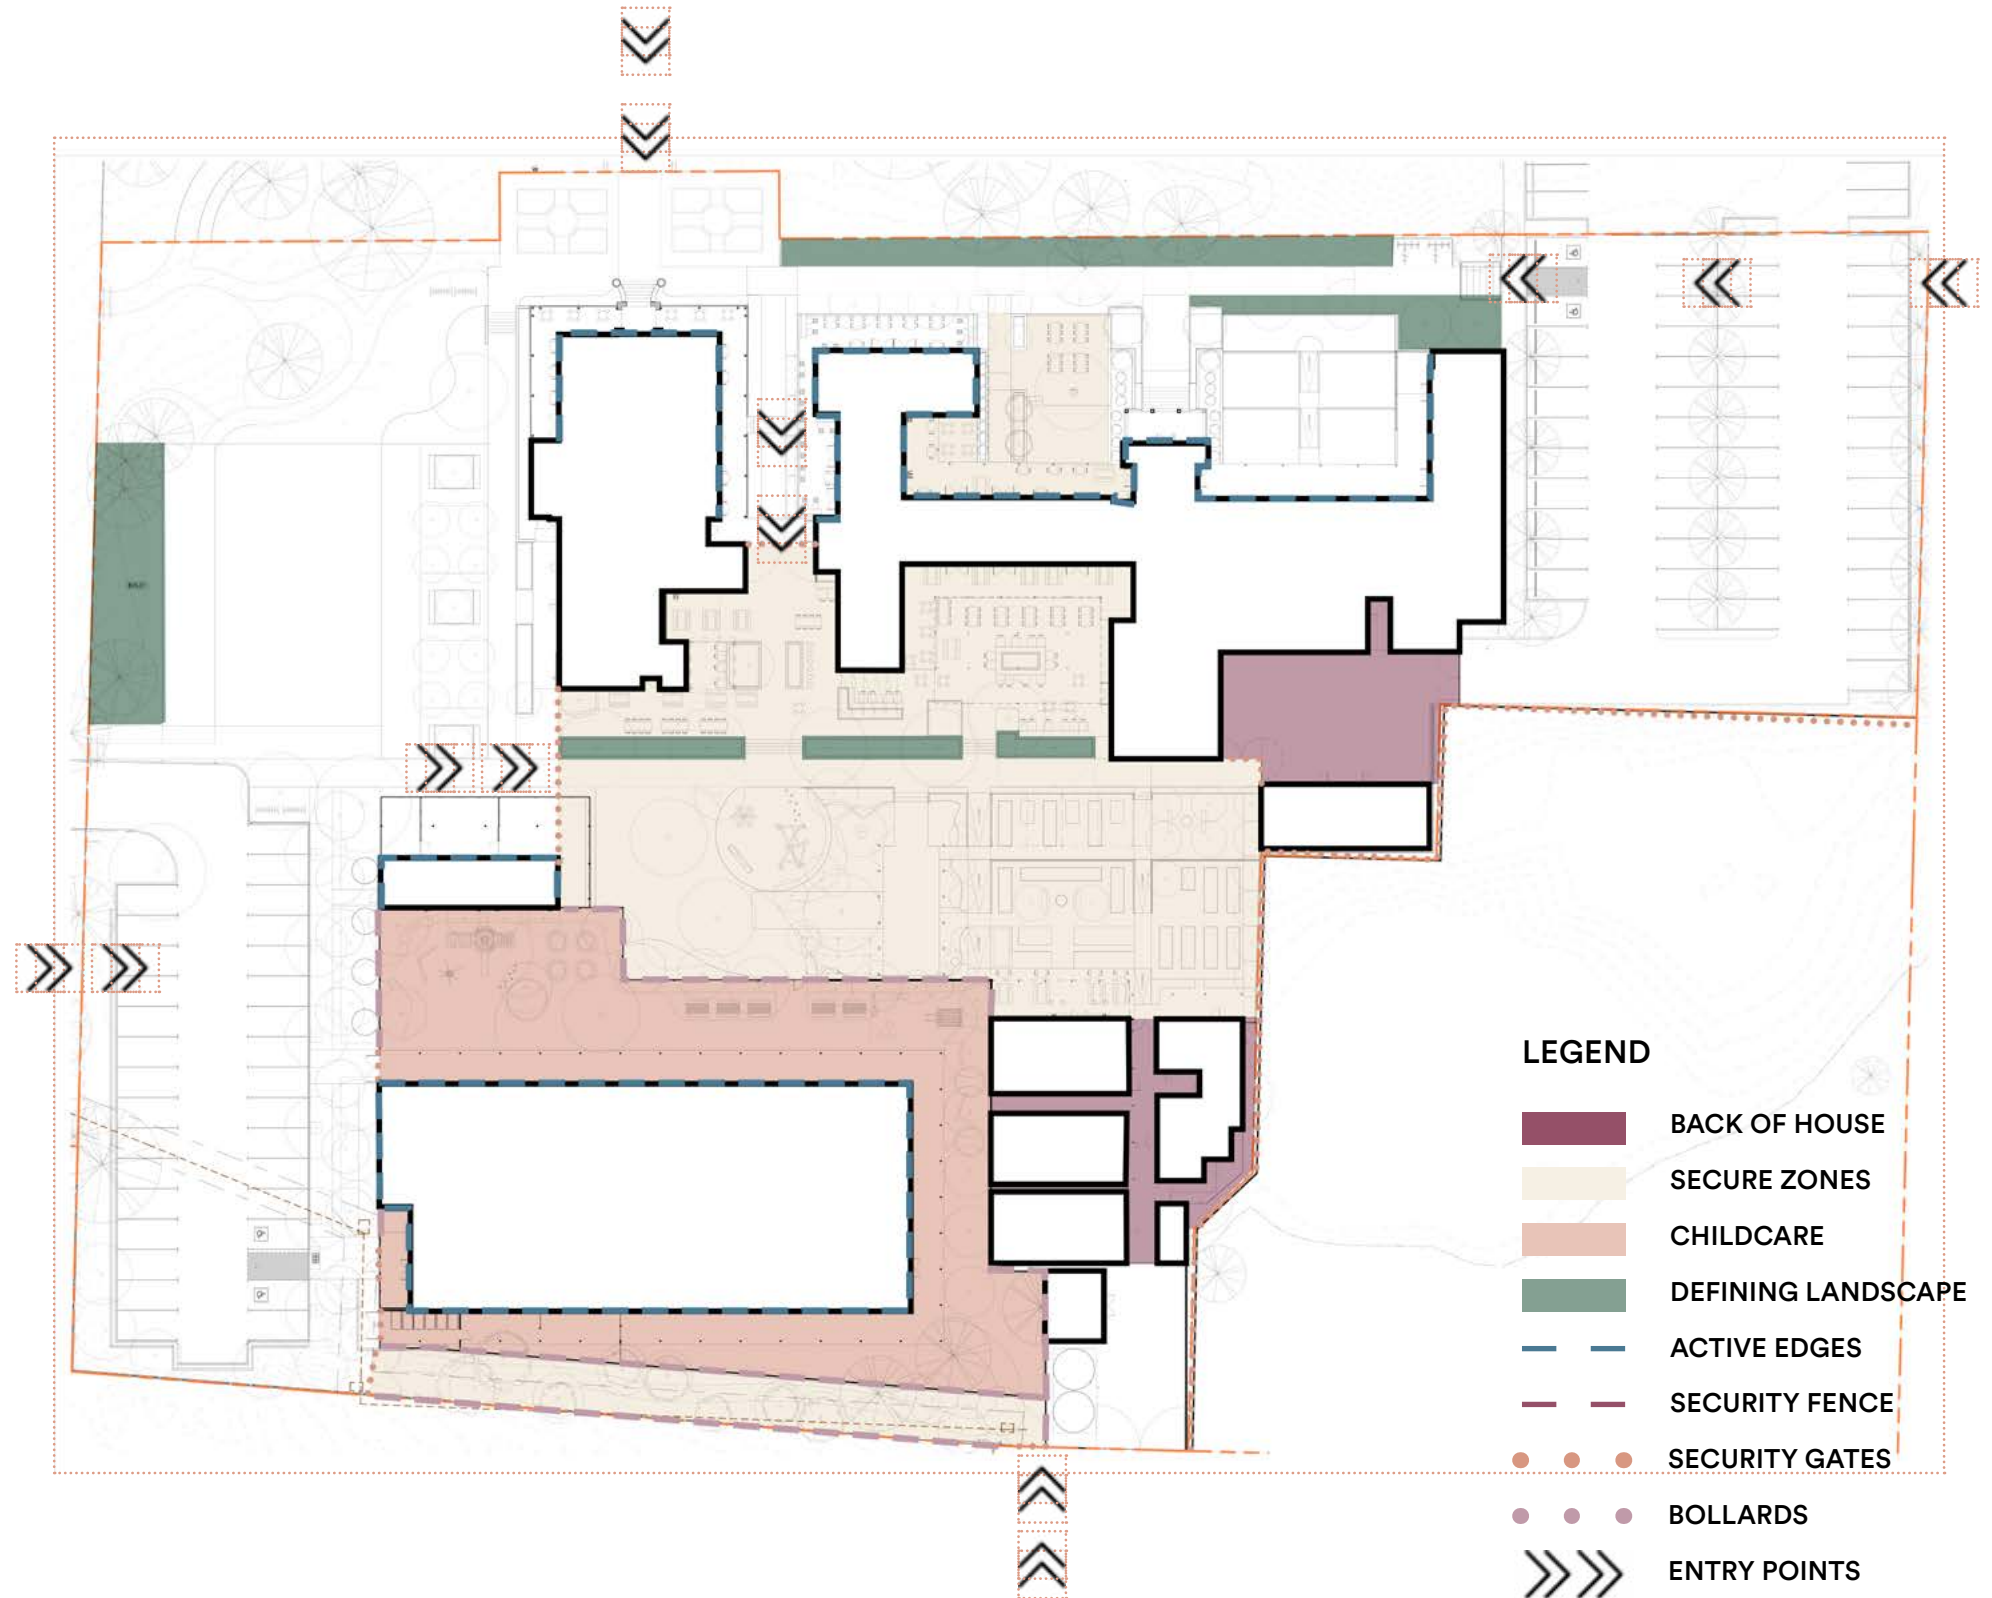 LEGEND
BACK OF HOUSE
SECURE ZONES
CHILDCARE
DEFINING LANDSCAPE
ACTIVE EDGES
SECURITY FENCE
SECURITY GATES
BOLLARDS
ENTRY POINTS